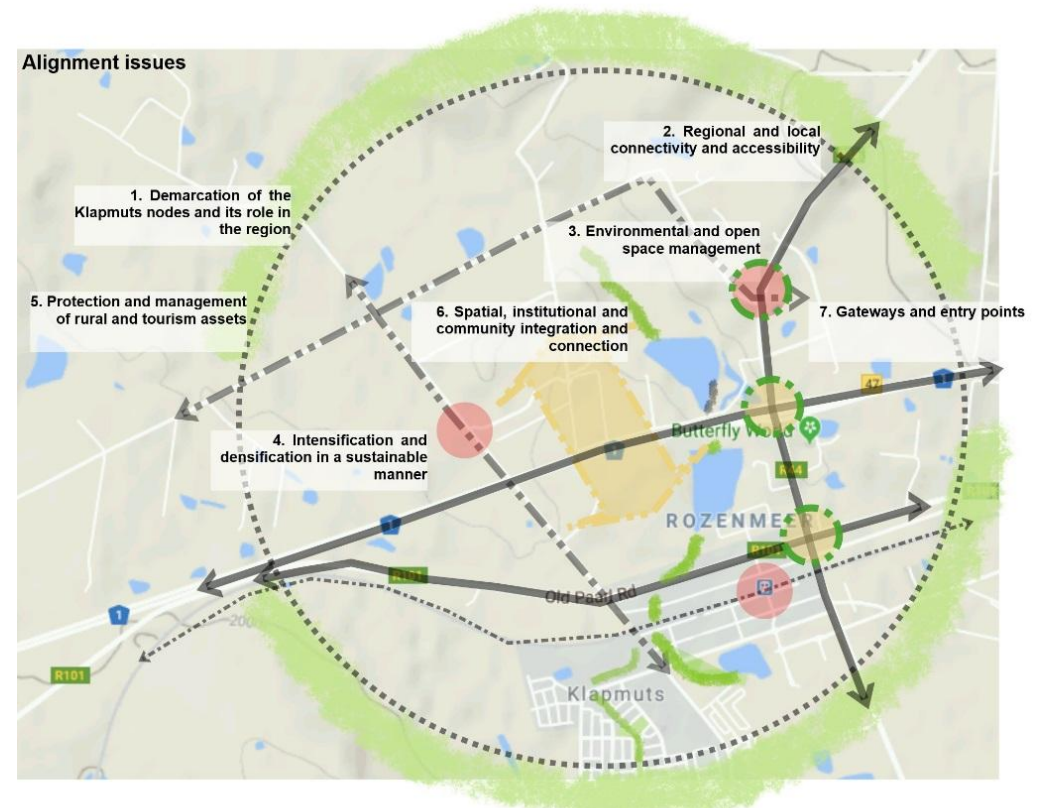 Alignment issues
2. Regional and local
connectivity and accessibility
1. Demarcation of the
Klapmuts nodes and its role in
the region
3. Environmental and open
space management
5. Protection and management
of rural and tourism assets
6. Spatial, institutional and
community integration and
connection
7. Gateways and entry points
47
4. Intensification and
densification in a sustainable
manner
Butterfly World
1
R44
1
ROZENMEER
R101
R101
Old Paarl Rd
1
200
R101
Klapmuts